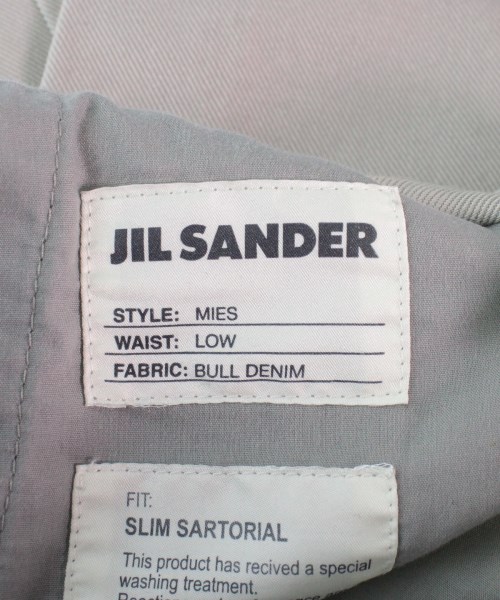 JIL SANDER
STYLE: MIES
WAIST: LOW
FABRIC: BULL DENIM
FIT:
SLIM SARTORIAL
This product has recived a special
washing treatment.